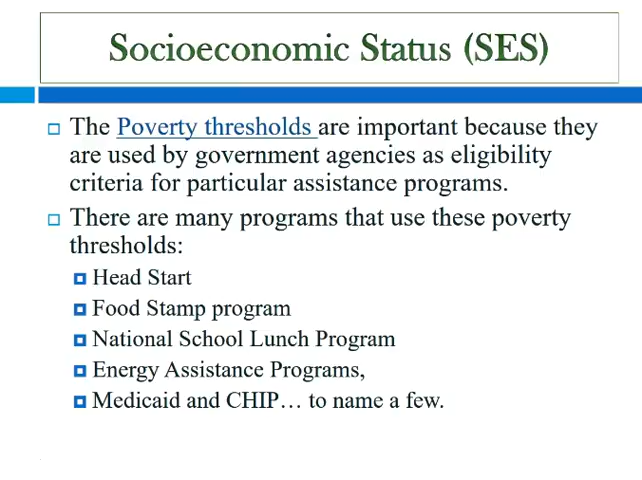 Socioeconomic Status (SES)
The Poverty thresholds are important because they
are used by government agencies as eligibility
criteria for particular assistance programs.
There are many programs that use these poverty
thresholds:
Head Start
Food Stamp program
National School Lunch Program
Energy Assistance Programs,
Medicaid and CHIP… to name a few.